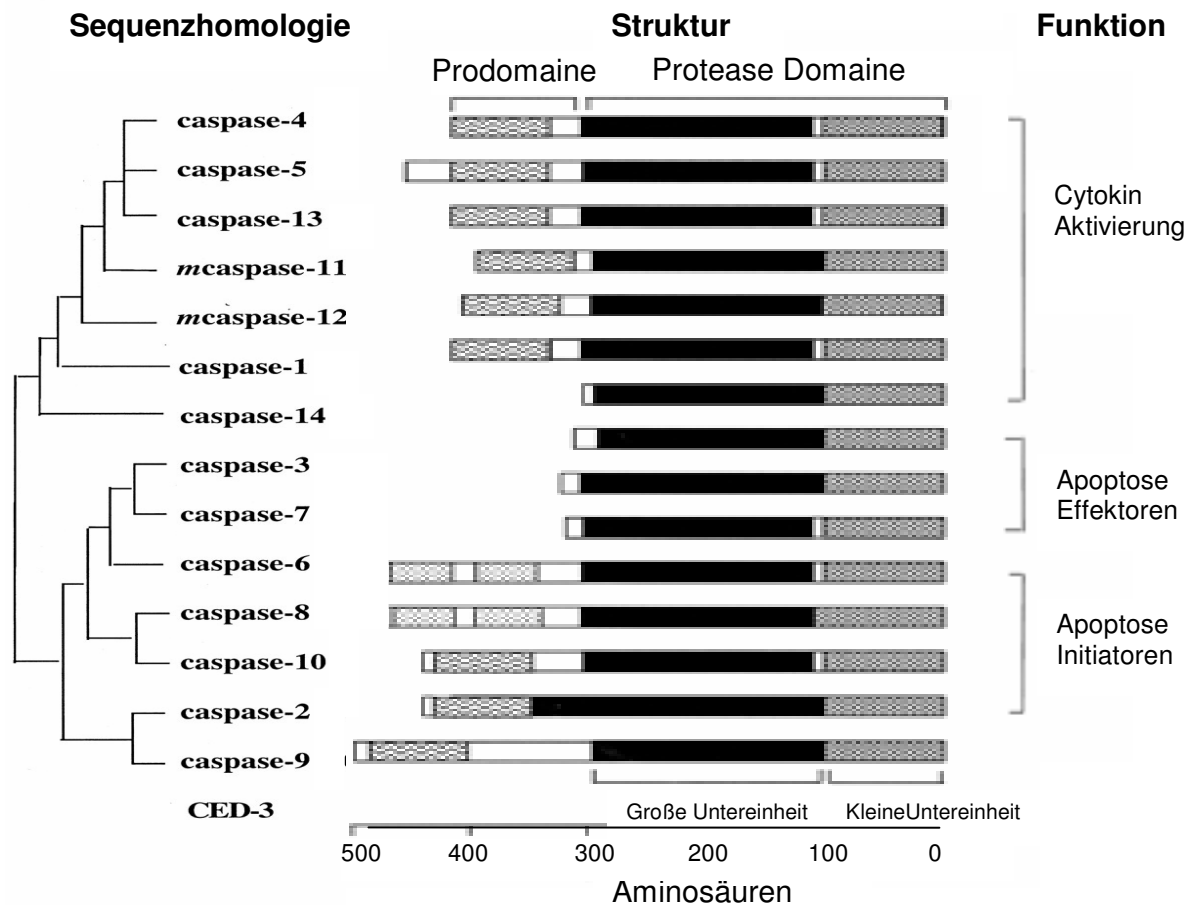 Sequenzhomologie Struktur Funktion
Prodomaine Protease Domaine
caspase-4
caspase-5
caspase-13
mcaspase-11
mcaspase-12
caspase-1
caspase-14
caspase-3
caspase-7
caspase-6
caspase-8
caspase-10
caspase-2
caspase-9
CED-3
Cytokin
Aktivierung
Apoptose
Effektoren
Apoptose
Initiatoren
Große Untereinheit KleineUntereinheit
500 400 300 200 100 0
Aminosäuren